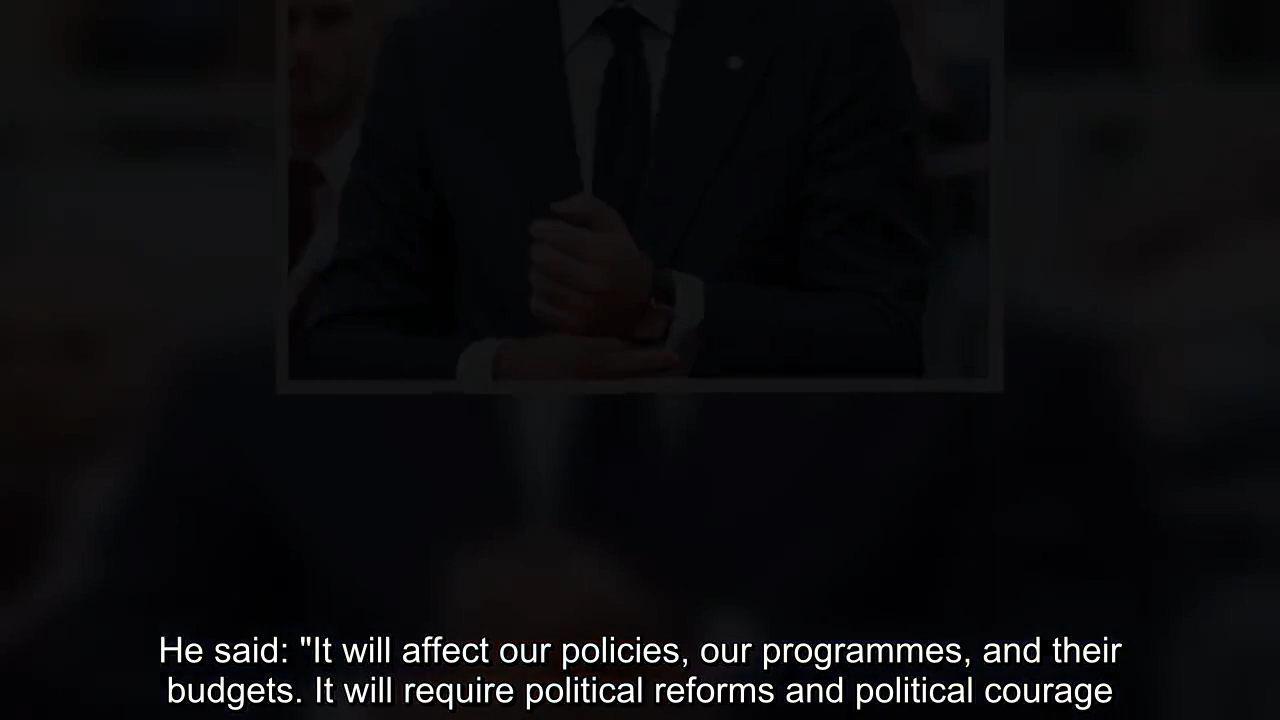 He said: "It will affect our policies, our programmes, and their
budgets. It will require political reforms and political courage